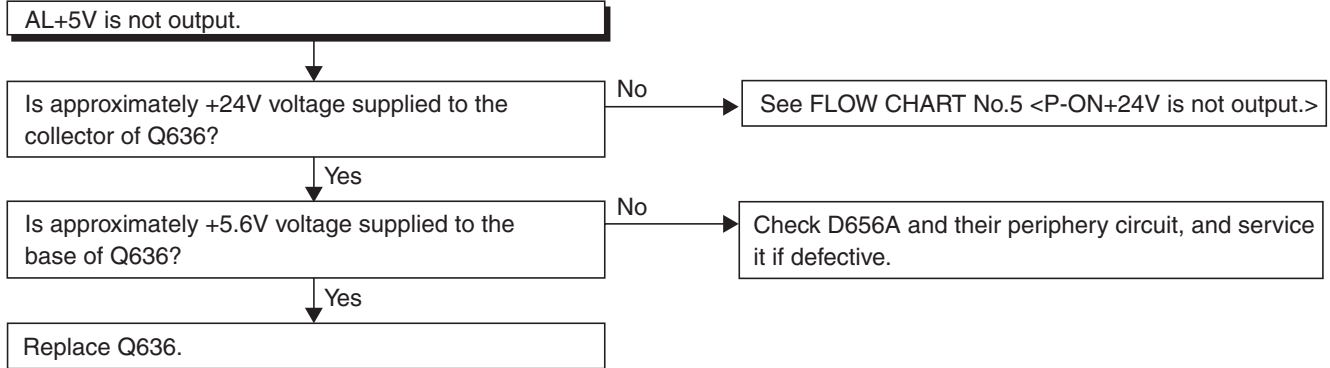 AL+5V is not output.
Is approximately +24V voltage supplied to the
collector of Q636?
No
See FLOW CHART No.5 <P-ON+24V is not output.>
Yes
Is approximately +5.6V voltage supplied to the
base of Q636?
No
Check D656A and their periphery circuit, and service
it if defective.
Yes
Replace Q636.